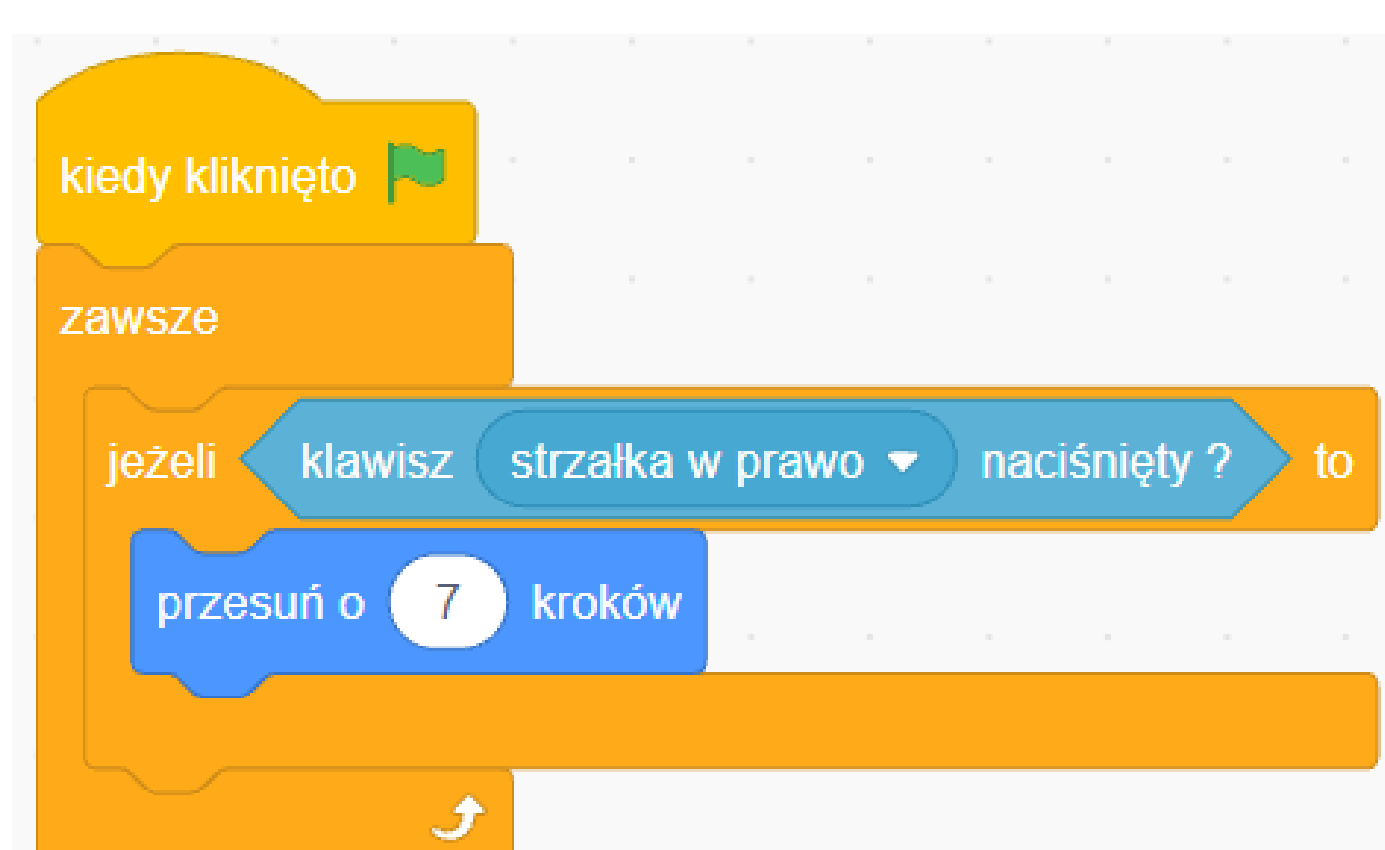 kiedy kliknięto
zawsze
jeżeli klawisz strzałka w prawo naciśnięty ? to
przesuń o 7 kroków